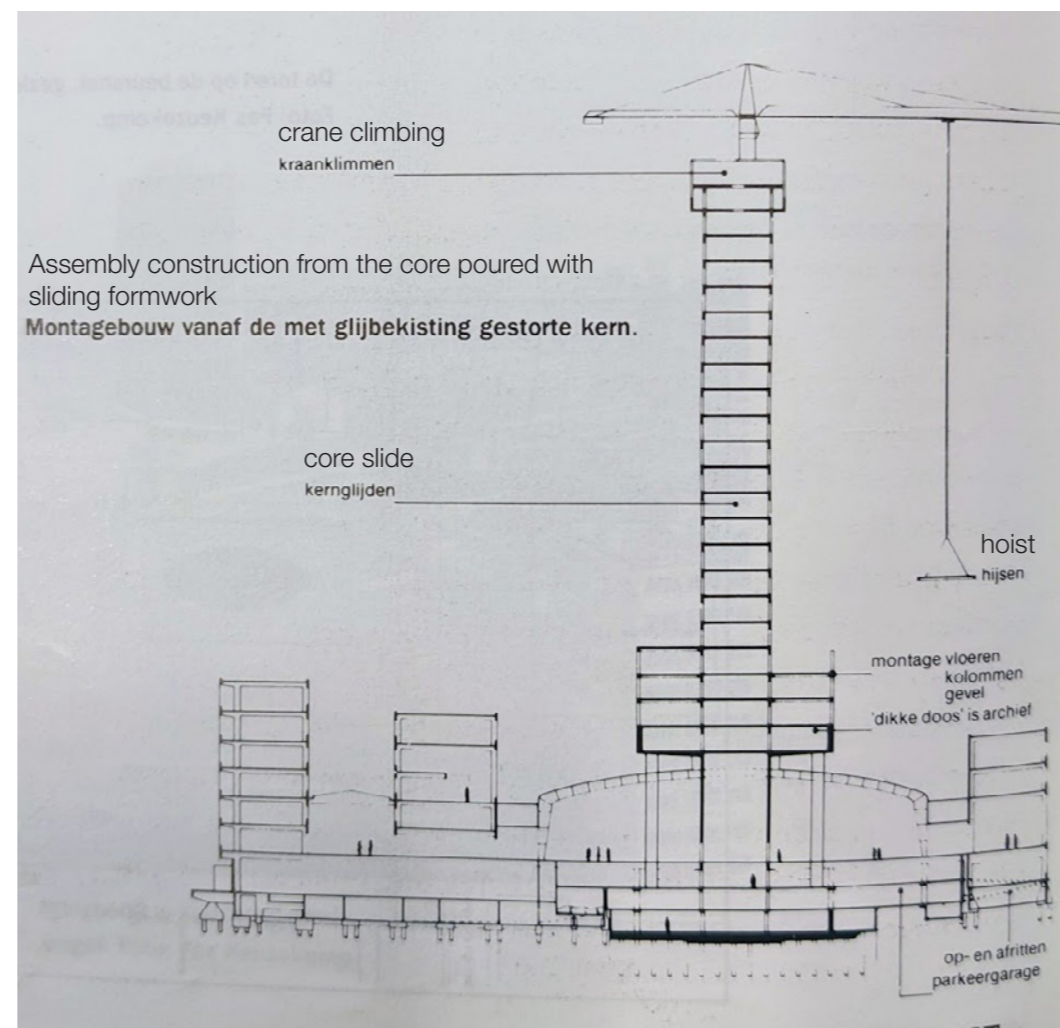 crane climbing
kraanklimmen
Assembly construction from the core poured with
sliding formwork
Montagebouw vanaf de met glijbekisting gestorte kern.
core slide
kernglijden
hoist
hijsen
montage vloeren
kolommen
gevel
'dikke doos' is archief
op- en afritten
parkeergarage